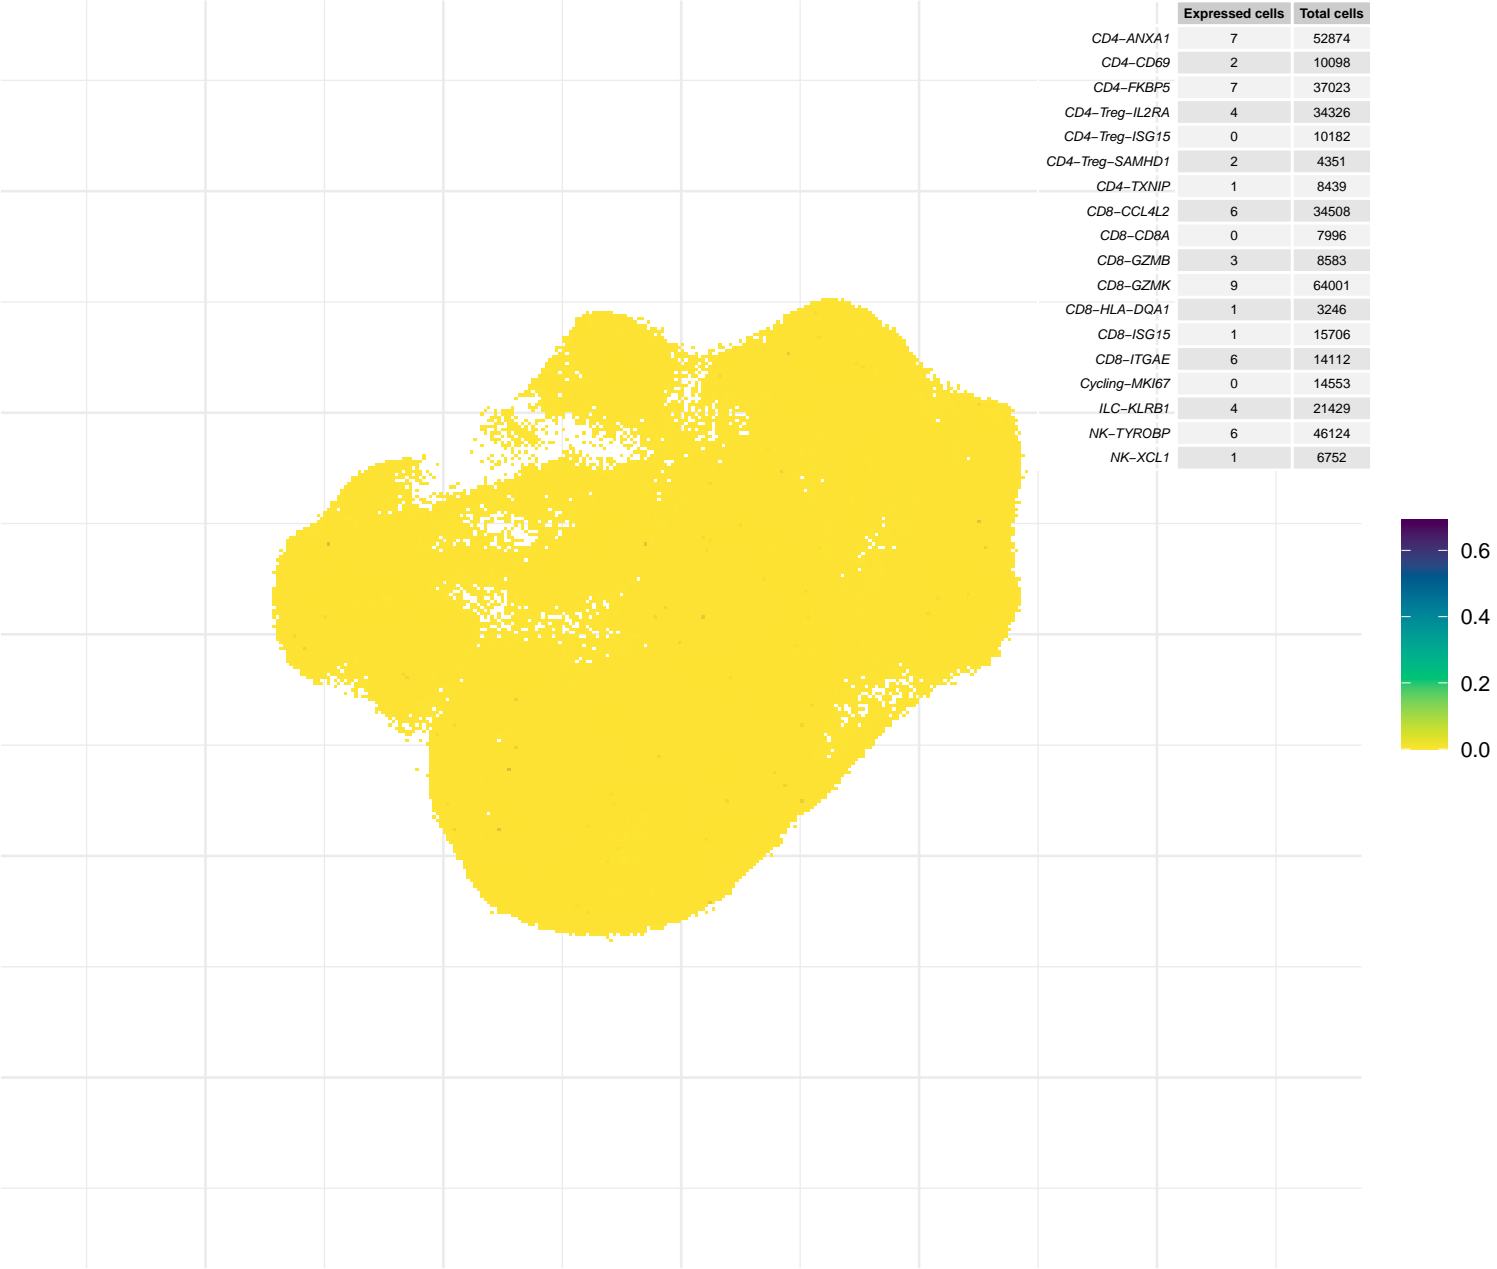 Expressed cells Total cells
CD4−ANXA1 7 52874
CD4−CD69 2 10098
CD4−FKBP5 7 37023
CD4−Treg−IL2RA 4 34326
CD4−Treg−ISG15 0 10182
CD4−Treg−SAMHD1 2 4351
CD4−TXNIP 1 8439
CD8−CCL4L2 6 34508
CD8−CD8A 0 7996
CD8−GZMB 3 8583
CD8−GZMK 9 64001
CD8−HLA−DQA1 1 3246
CD8−ISG15 1 15706
CD8−ITGAE 6 14112
Cycling−MKI67 0 14553
ILC−KLRB1 4 21429
NK−TYROBP 6 46124
NK−XCL1 1 6752
0.6
0.4
0.2
0.0